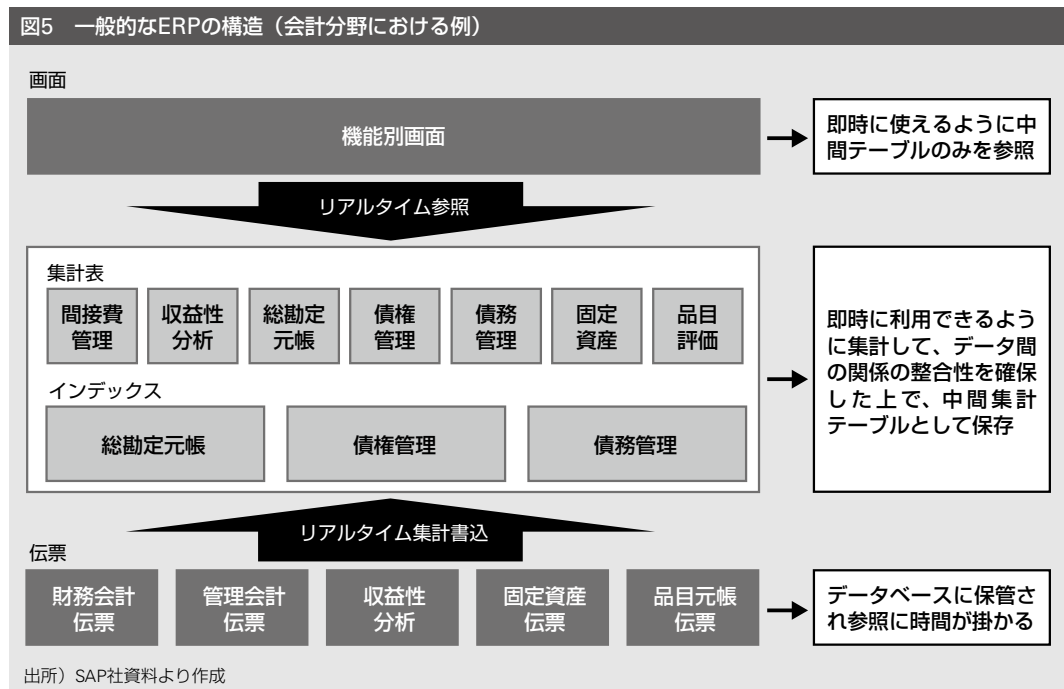 図5　一般的なERPの構造（会計分野における例）
画面
機能別画面
即時に使えるように中
間テーブルのみを参照
リアルタイム参照
集計表
間接費
管理
収益性
分析
総勘定
元帳
債権
管理
債務
管理
固定
資産
品目
評価
インデックス
総勘定元帳
債権管理
債務管理
即時に利用できるよう
に集計して、データ間
の関係の整合性を確保
した上で、中間集計
テーブルとして保存
リアルタイム集計書込
伝票
財務会計
伝票
管理会計
伝票
収益性
分析
固定資産
伝票
品目元帳
伝票
データベースに保管さ
れ参照に時間が掛かる
出所）SAP社資料より作成